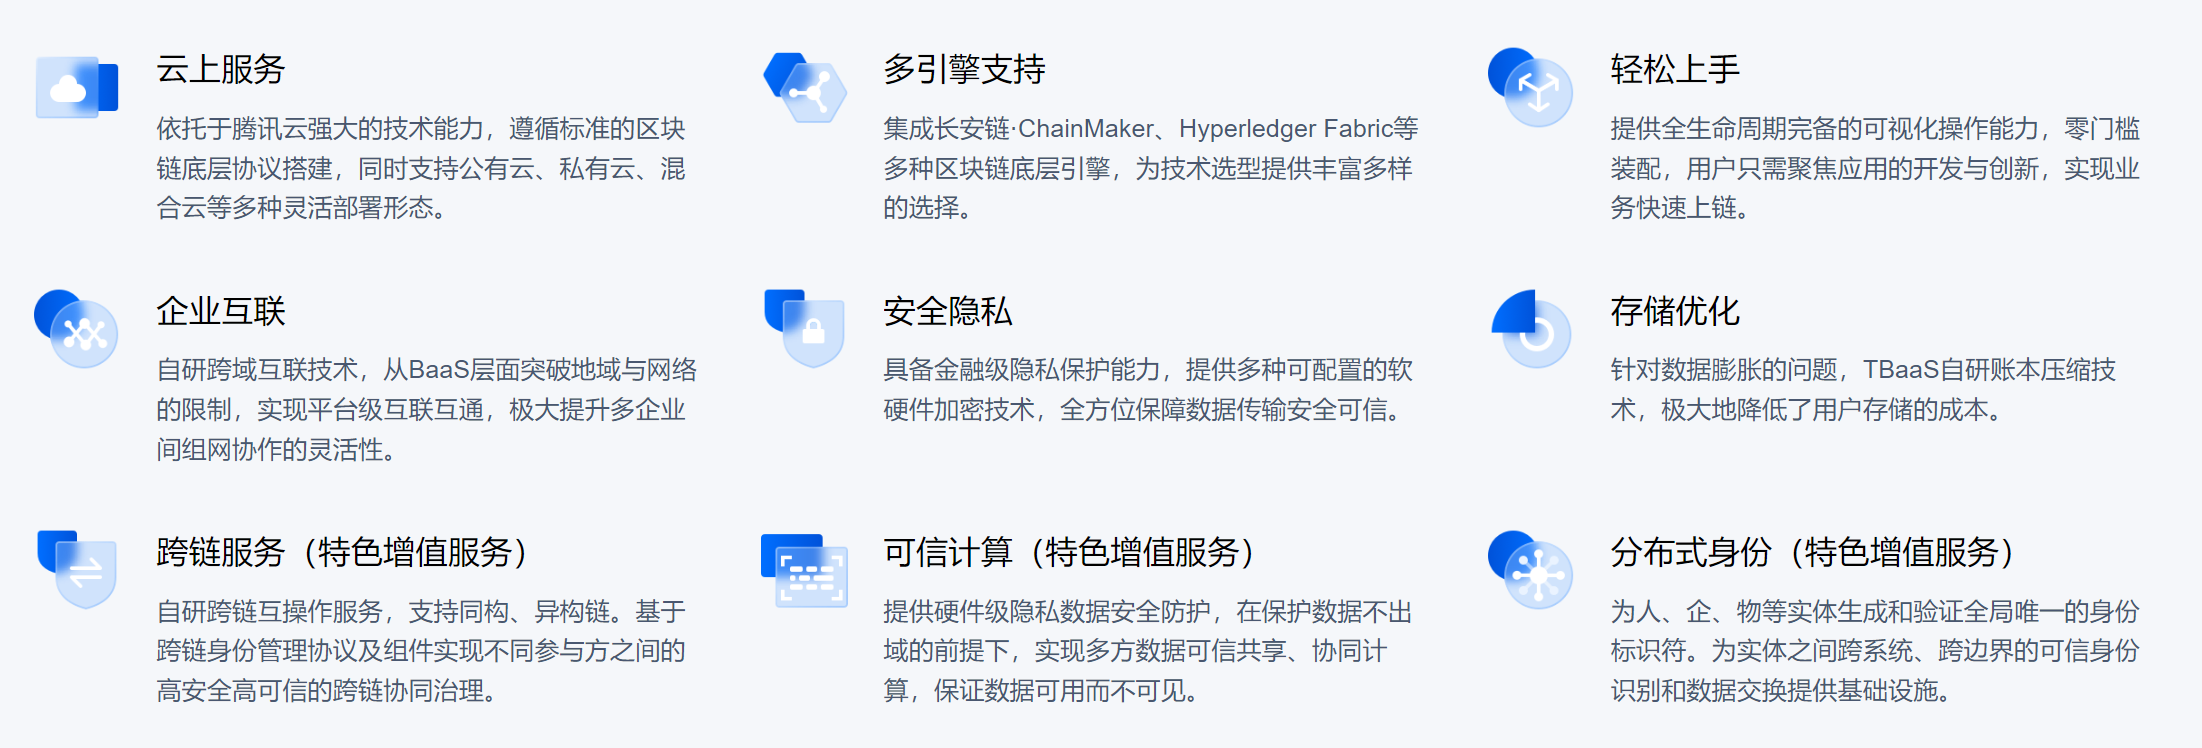 云上服务
依托于腾讯云强大的技术能力，遵循标准的区块
链底层协议搭建，同时支持公有云、私有云、混
合云等多种灵活部署形态。
多引擎支持
集成长安链·ChainMaker、Hyperledger Fabric等
多种区块链底层引擎，为技术选型提供丰富多样
的选择。
轻松上手
提供全生命周期完备的可视化操作能力，零门槛
装配，用户只需聚焦应用的开发与创新，实现业
务快速上链。
企业互联
自研跨域互联技术，从BaaS层面突破地域与网络
的限制，实现平台级互联互通，极大提升多企业
间组网协作的灵活性。
安全隐私
具备金融级隐私保护能力，提供多种可配置的软
硬件加密技术，全方位保障数据传输安全可信。
存储优化
针对数据膨胀的问题，TBaaS自研账本压缩技
术，极大地降低了用户存储的成本。
跨链服务（特色增值服务）
自研跨链互操作服务，支持同构、异构链。基于
跨链身份管理协议及组件实现不同参与方之间的
高安全高可信的跨链协同治理。
可信计算（特色增值服务）
提供硬件级隐私数据安全防护，在保护数据不出
域的前提下，实现多方数据可信共享、协同计
算，保证数据可用而不可见。
分布式身份（特色增值服务）
为人、企、物等实体生成和验证全局唯一的身份
标识符。为实体之间跨系统、跨边界的可信身份
识别和数据交换提供基础设施。